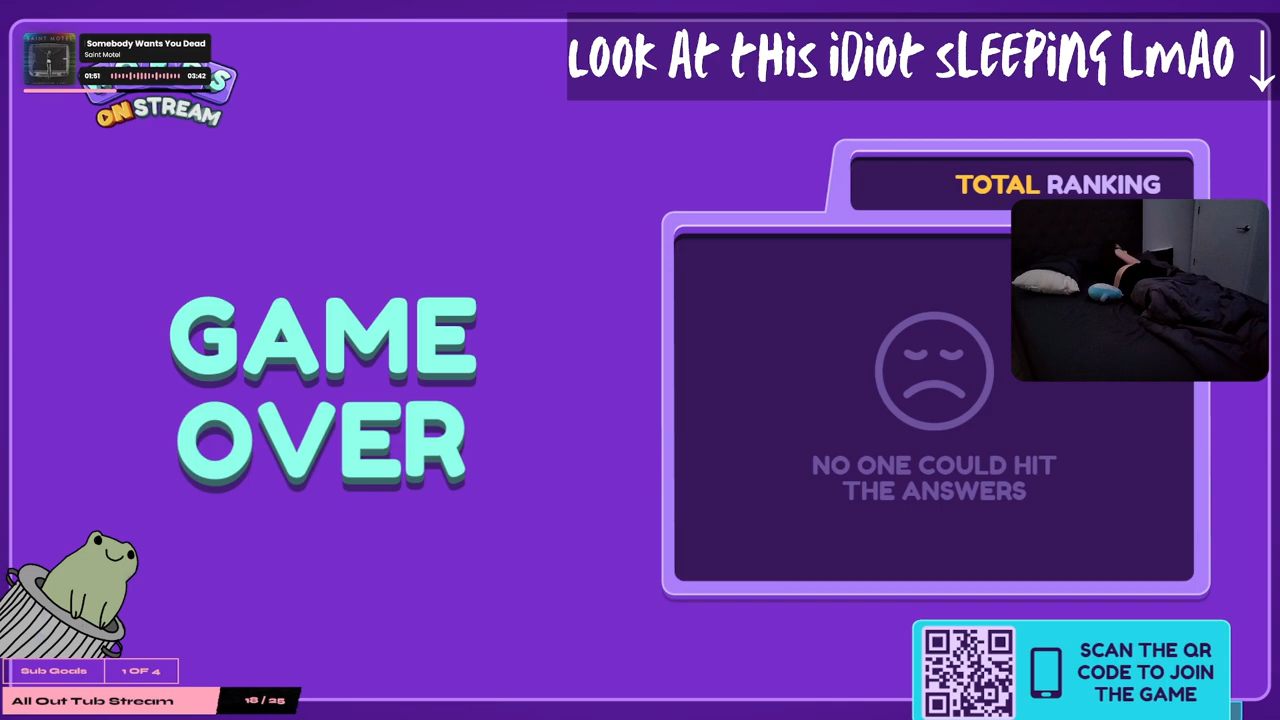 SAINT MOTEL
Somebody Wants You Dead
Saint Motel
01:51
03:42
ON STREAM
LOOK At tHis iDiot sLEEPiNG LmAO ↓
TOTAL RANKING
GAME
OVER
NO ONE COULD HIT
THE ANSWERS
Sub Goals
1 OF 4
All Out Tub Stream
18 / 25
SCAN THE QR
CODE TO JOIN
THE GAME